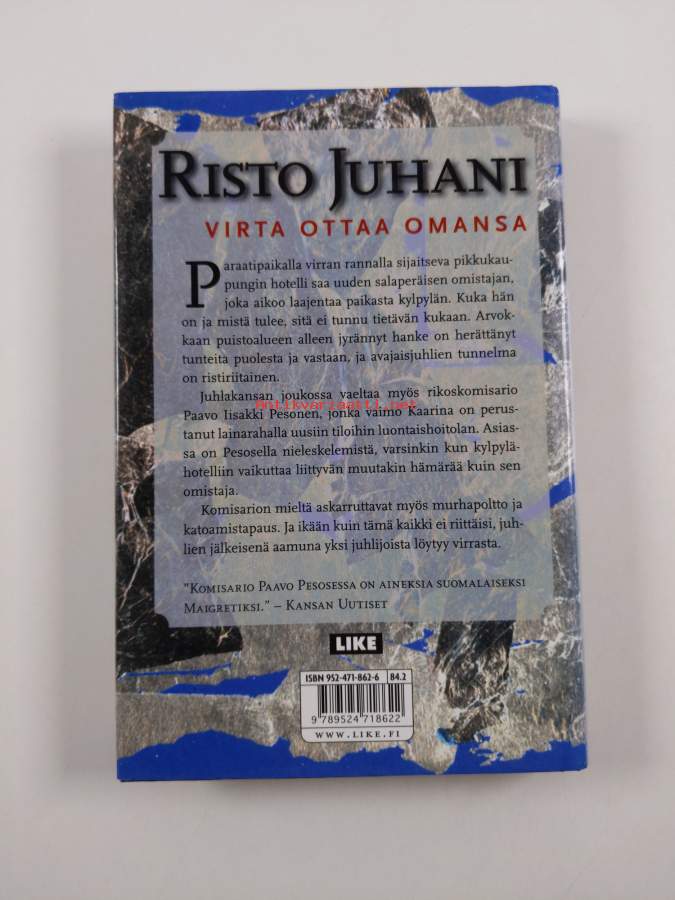 RISTO JUHANI
VIRTA OTTAA OMANSA
Paraatipaikalla virran rannalla sijaitseva pikkukau-
pungin hotelli saa uuden salaperäisen omistajan,
joka aikoo laajentaa paikasta kylpylän. Kuka hän
on ja mistä tulee, sitä ei tunnu tietävän kukaan. Arvok-
kaan puistoalueen alleen jyrännyt hanke on herättänyt
tunteita puolesta ja vastaan, ja avajaisjuhlien tunnelma
on ristiriitainen.
Juhlakansan joukossa vaeltaa myös rikoskomisario
Antikvariaatti.net
Paavo Iisakki Pesonen, jonka vaimo Kaarina on perus-
tanut lainarahalla uusiin tiloihin luontaishoitolan. Asias-
sa on Pesosella nieleskelemistä, varsinkin kun kylpylä-
hotelliin vaikuttaa liittyvän muutakin hämärää kuin sen
omistaja.
Komisarion mieltä askarruttavat myös murhapoltto ja
katoamistapaus. Ja ikään kuin tämä kaikki ei riittäisi, juh-
lien jälkeisenä aamuna yksi juhlijoista löytyy virrasta.
"KOMISARIO PAAVO PESOSESSA ON AINEKSIA SUOMALAISEKSI
MAIGRETIKSI." – KANSAN UUTISET
LIKE
ISBN 952-471-862-6 84.2
9 789524 718622
WWW.LIKE.FI